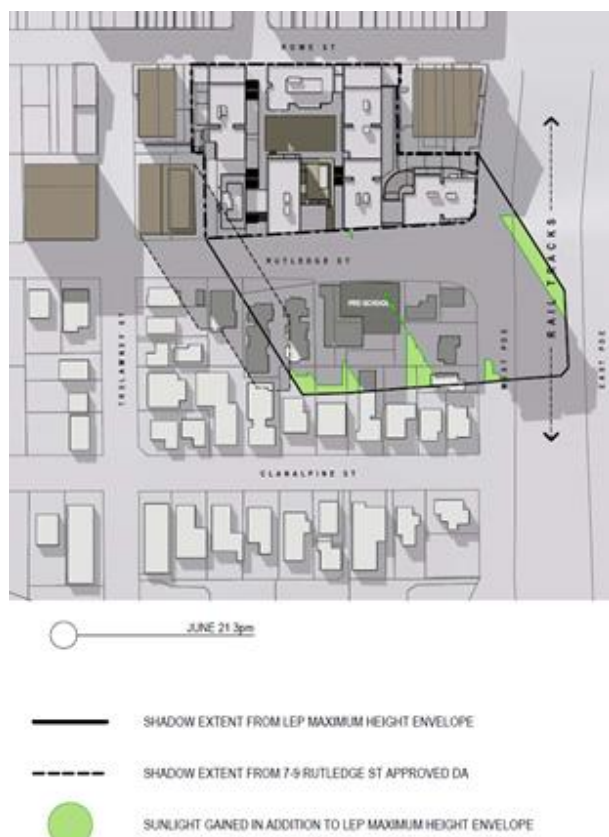 ROWE ST
RAIL TRACKS
RUTLEDGE ST
PRE SCHOOL
TRELAWNEY ST
WEST PDE
EAST PDE
CLANALPINE ST
JUNE 21 3pm
SHADOW EXTENT FROM LEP MAXIMUM HEIGHT ENVELOPE
SHADOW EXTENT FROM 7-9 RUTLEDGE ST APPROVED DA
SUNLIGHT GAINED IN ADDITION TO LEP MAXIMUM HEIGHT ENVELOPE